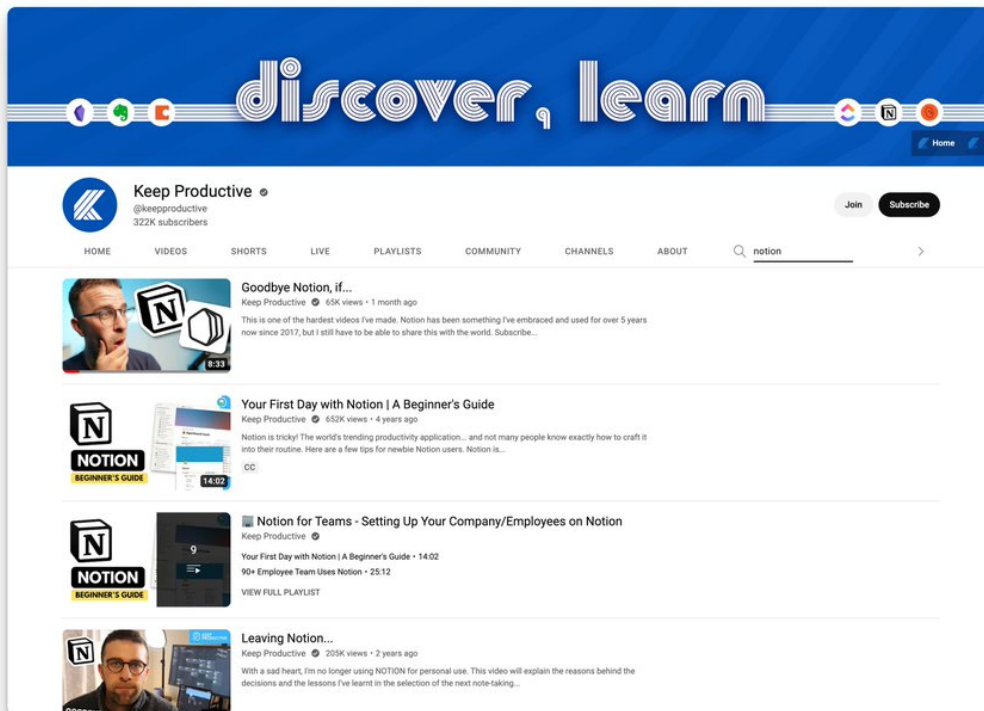 discover, learn
N
Home
Keep Productive
@keepproductive
322K subscribers
Join
Subscribe
HOME VIDEOS SHORTS LIVE PLAYLISTS COMMUNITY CHANNELS ABOUT notion
N
8:33
Goodbye Notion, if...
Keep Productive 65K views • 1 month ago
This is one of the hardest videos I've made. Notion has been something I've embraced and used for over 5 years
now since 2017, but I still have to be able to share this with the world. Subscribe...
N
NOTION
BEGINNER'S GUIDE
14:02
Your First Day with Notion | A Beginner's Guide
Keep Productive 652K views • 4 years ago
Notion is tricky! The world's trending productivity application... and not many people know exactly how to craft it
into their routine. Here are a few tips for newbie Notion users. Notion is...
CC
N
NOTION
BEGINNER'S GUIDE
9
Notion for Teams - Setting Up Your Company/Employees on Notion
Keep Productive
Your First Day with Notion | A Beginner's Guide • 14:02
90+ Employee Team Uses Notion • 25:12
VIEW FULL PLAYLIST
N
Leaving Notion...
Keep Productive 205K views • 2 years ago
With a sad heart, I'm no longer using NOTION for personal use. This video will explain the reasons behind the
decisions and the lessons I've learnt in the selection of the next note-taking...